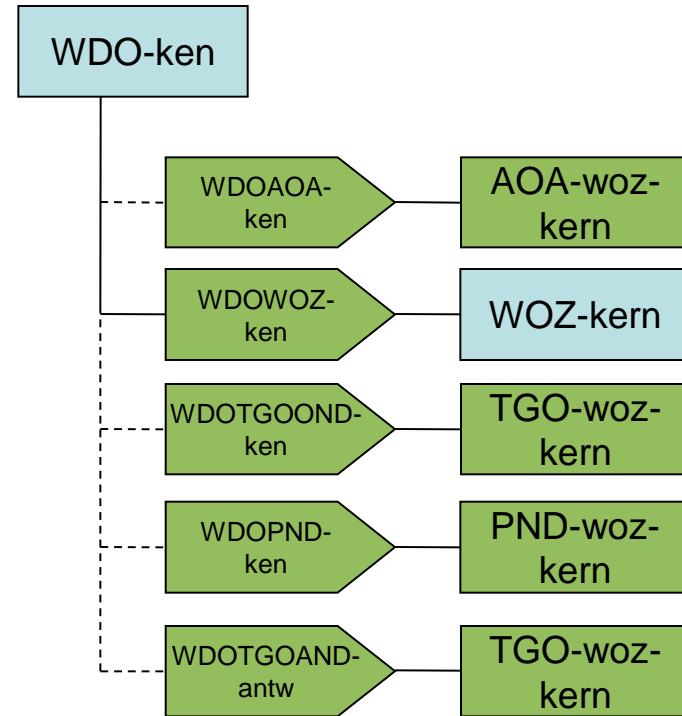 WDO-ken
WDOAOA-
ken
AOA-woz-
kern
WDOWOZ-
ken
WOZ-kern
WDOTGOOND-
ken
TGO-woz-
kern
WDOPND-
ken
PND-woz-
kern
WDOTGOAND-
antw
TGO-woz-
kern